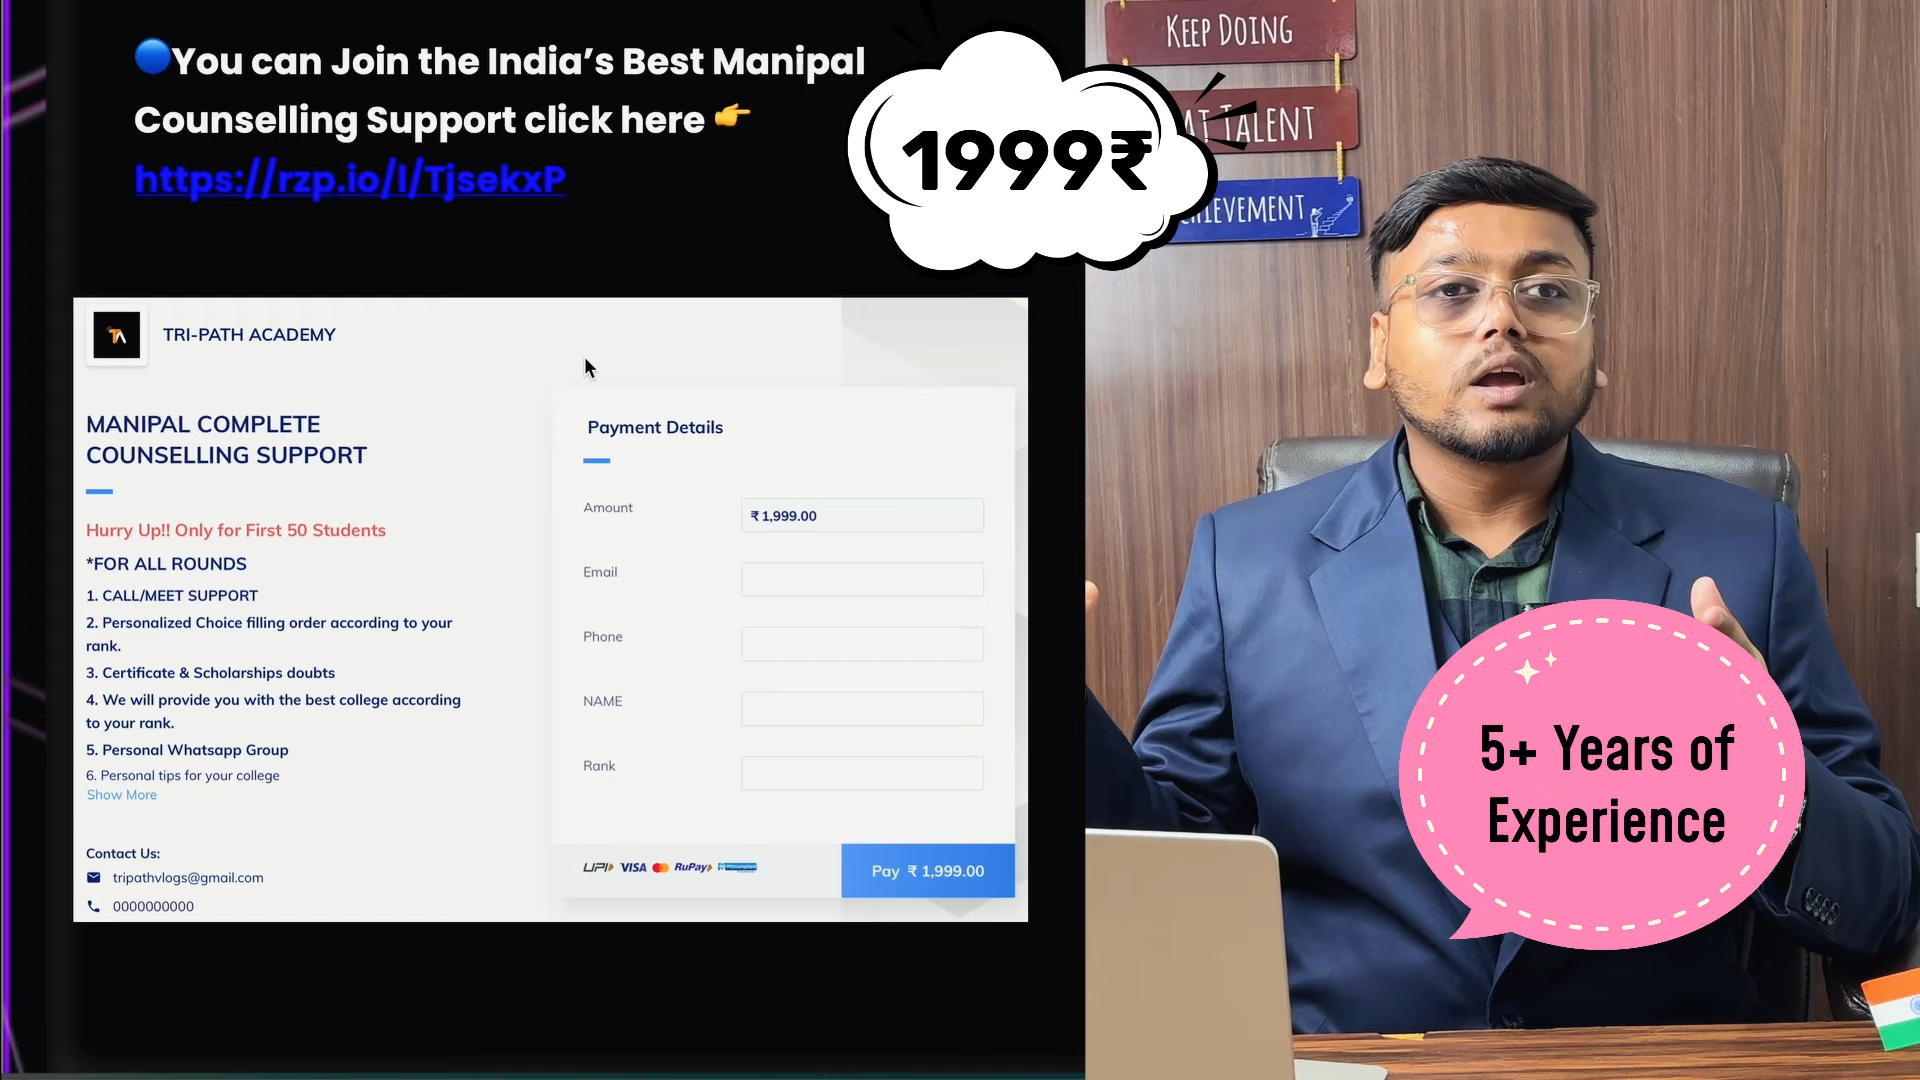 🔵You can Join the India's Best Manipal
Counselling Support click here 👉
https://rzp.io/l/TjsekxP
1999₹
KEEP DOING
TALENT
ACHIEVEMENT
TRI-PATH ACADEMY
MANIPAL COMPLETE
COUNSELLING SUPPORT
Hurry Up!! Only for First 50 Students
*FOR ALL ROUNDS
1. CALL/MEET SUPPORT
2. Personalized Choice filling order according to your
rank.
3. Certificate & Scholarships doubts
4. We will provide you with the best college according
to your rank.
5. Personal Whatsapp Group
6. Personal tips for your college
Show More
Contact Us:
tripathvlogs@gmail.com
0000000000
Payment Details
Amount
₹ 1,999.00
Email
Phone
NAME
Rank
UPI VISA RuPay
Pay ₹ 1,999.00
5+ Years of
Experience